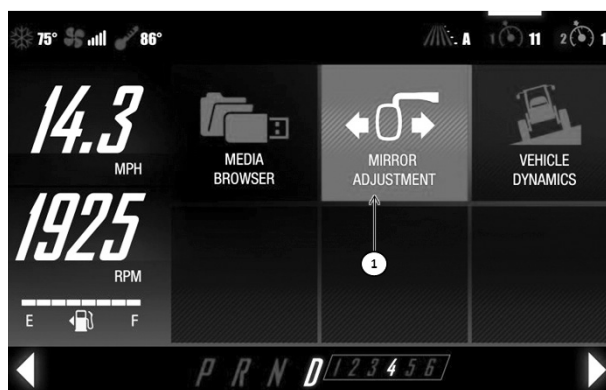 75° 86° A 1 11 2 1
14.3
MPH
1925
RPM
E F
MEDIA
BROWSER
MIRROR
ADJUSTMENT
VEHICLE
DYNAMICS
1
P R N D 1 2 3 4 5 6